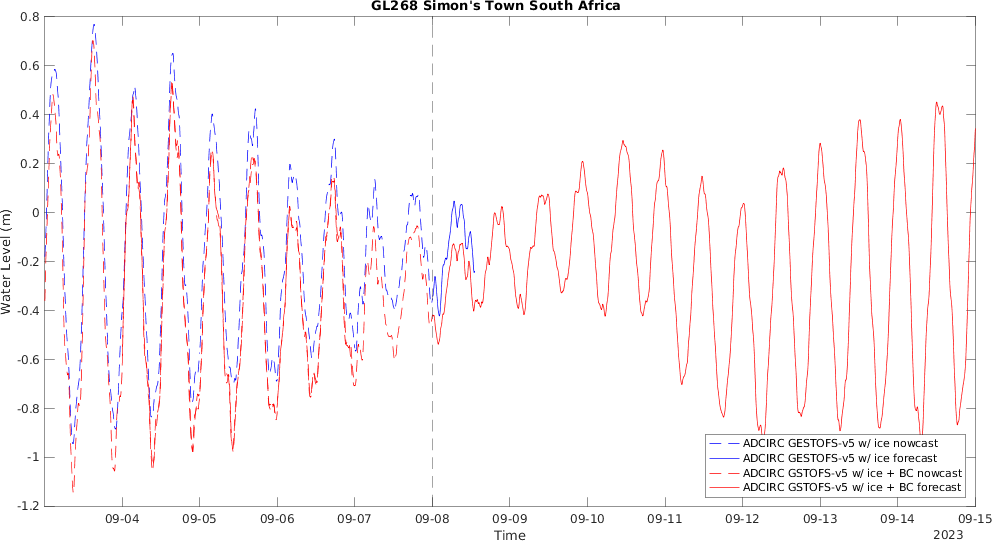 GL268 Simon's Town South Africa
Water Level (m)
0.8
0.6
0.4
0.2
0
-0.2
-0.4
-0.6
-0.8
-1
-1.2
ADCIRC GESTOFS-v5 w/ ice nowcast
ADCIRC GESTOFS-v5 w/ ice forecast
ADCIRC GSTOFS-v5 w/ ice + BC nowcast
ADCIRC GSTOFS-v5 w/ ice + BC forecast
09-04 09-05 09-06 09-07 09-08 09-09 09-10 09-11 09-12 09-13 09-14 09-15
Time
2023